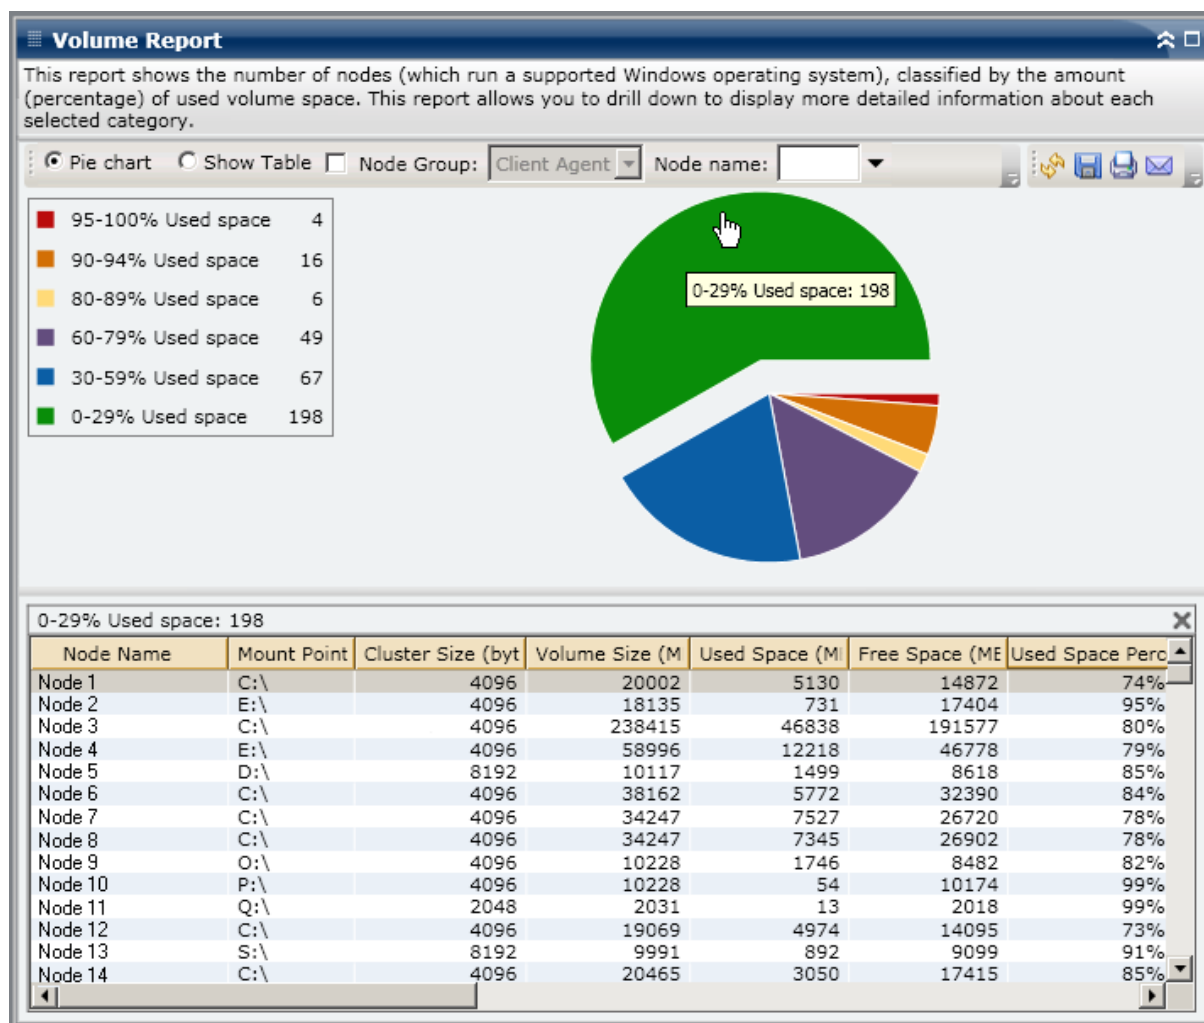 Volume Report
This report shows the number of nodes (which run a supported Windows operating system), classified by the amount
(percentage) of used volume space. This report allows you to drill down to display more detailed information about each
selected category.
Pie chart Show Table Node Group: Client Agent Node name:
95-100% Used space 4
90-94% Used space 16
80-89% Used space 6
60-79% Used space 49
30-59% Used space 67
0-29% Used space 198
0-29% Used space: 198
0-29% Used space: 198
Node Name Mount Point Cluster Size (byt Volume Size (M Used Space (M Free Space (ME Used Space Perc
Node 1 C:\ 4096 20002 5130 14872 74%
Node 2 E:\ 4096 18135 731 17404 95%
Node 3 C:\ 4096 238415 46838 191577 80%
Node 4 E:\ 4096 58996 12218 46778 79%
Node 5 D:\ 8192 10117 1499 8618 85%
Node 6 C:\ 4096 38162 5772 32390 84%
Node 7 C:\ 4096 34247 7527 26720 78%
Node 8 C:\ 4096 34247 7345 26902 78%
Node 9 O:\ 4096 10228 1746 8482 82%
Node 10 P:\ 4096 10228 54 10174 99%
Node 11 Q:\ 2048 2031 13 2018 99%
Node 12 C:\ 4096 19069 4974 14095 73%
Node 13 S:\ 8192 9991 892 9099 91%
Node 14 C:\ 4096 20465 3050 17415 85%